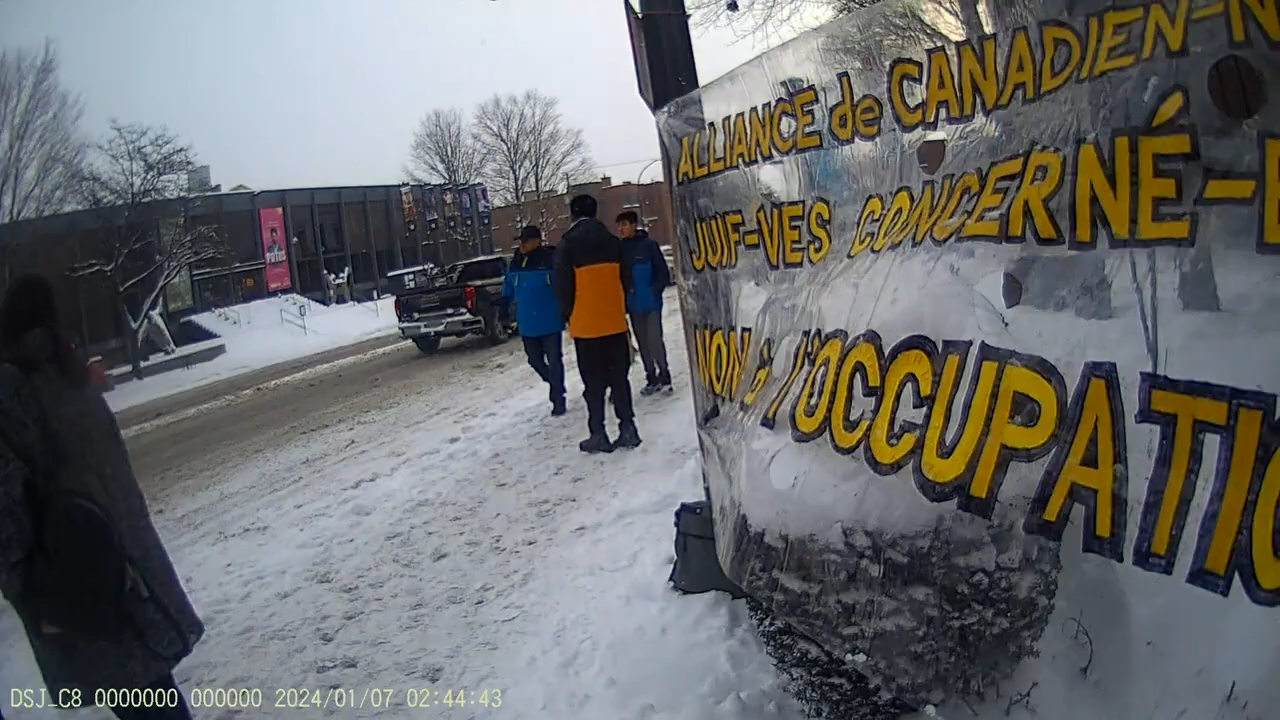 ALLIANCE de CANADIEN-N
JUIF-VES CONCERNÉ-E
NON à l'OCCUPATIO
DSJ_C8 0000000 000000 2024/01/07 02:44:43